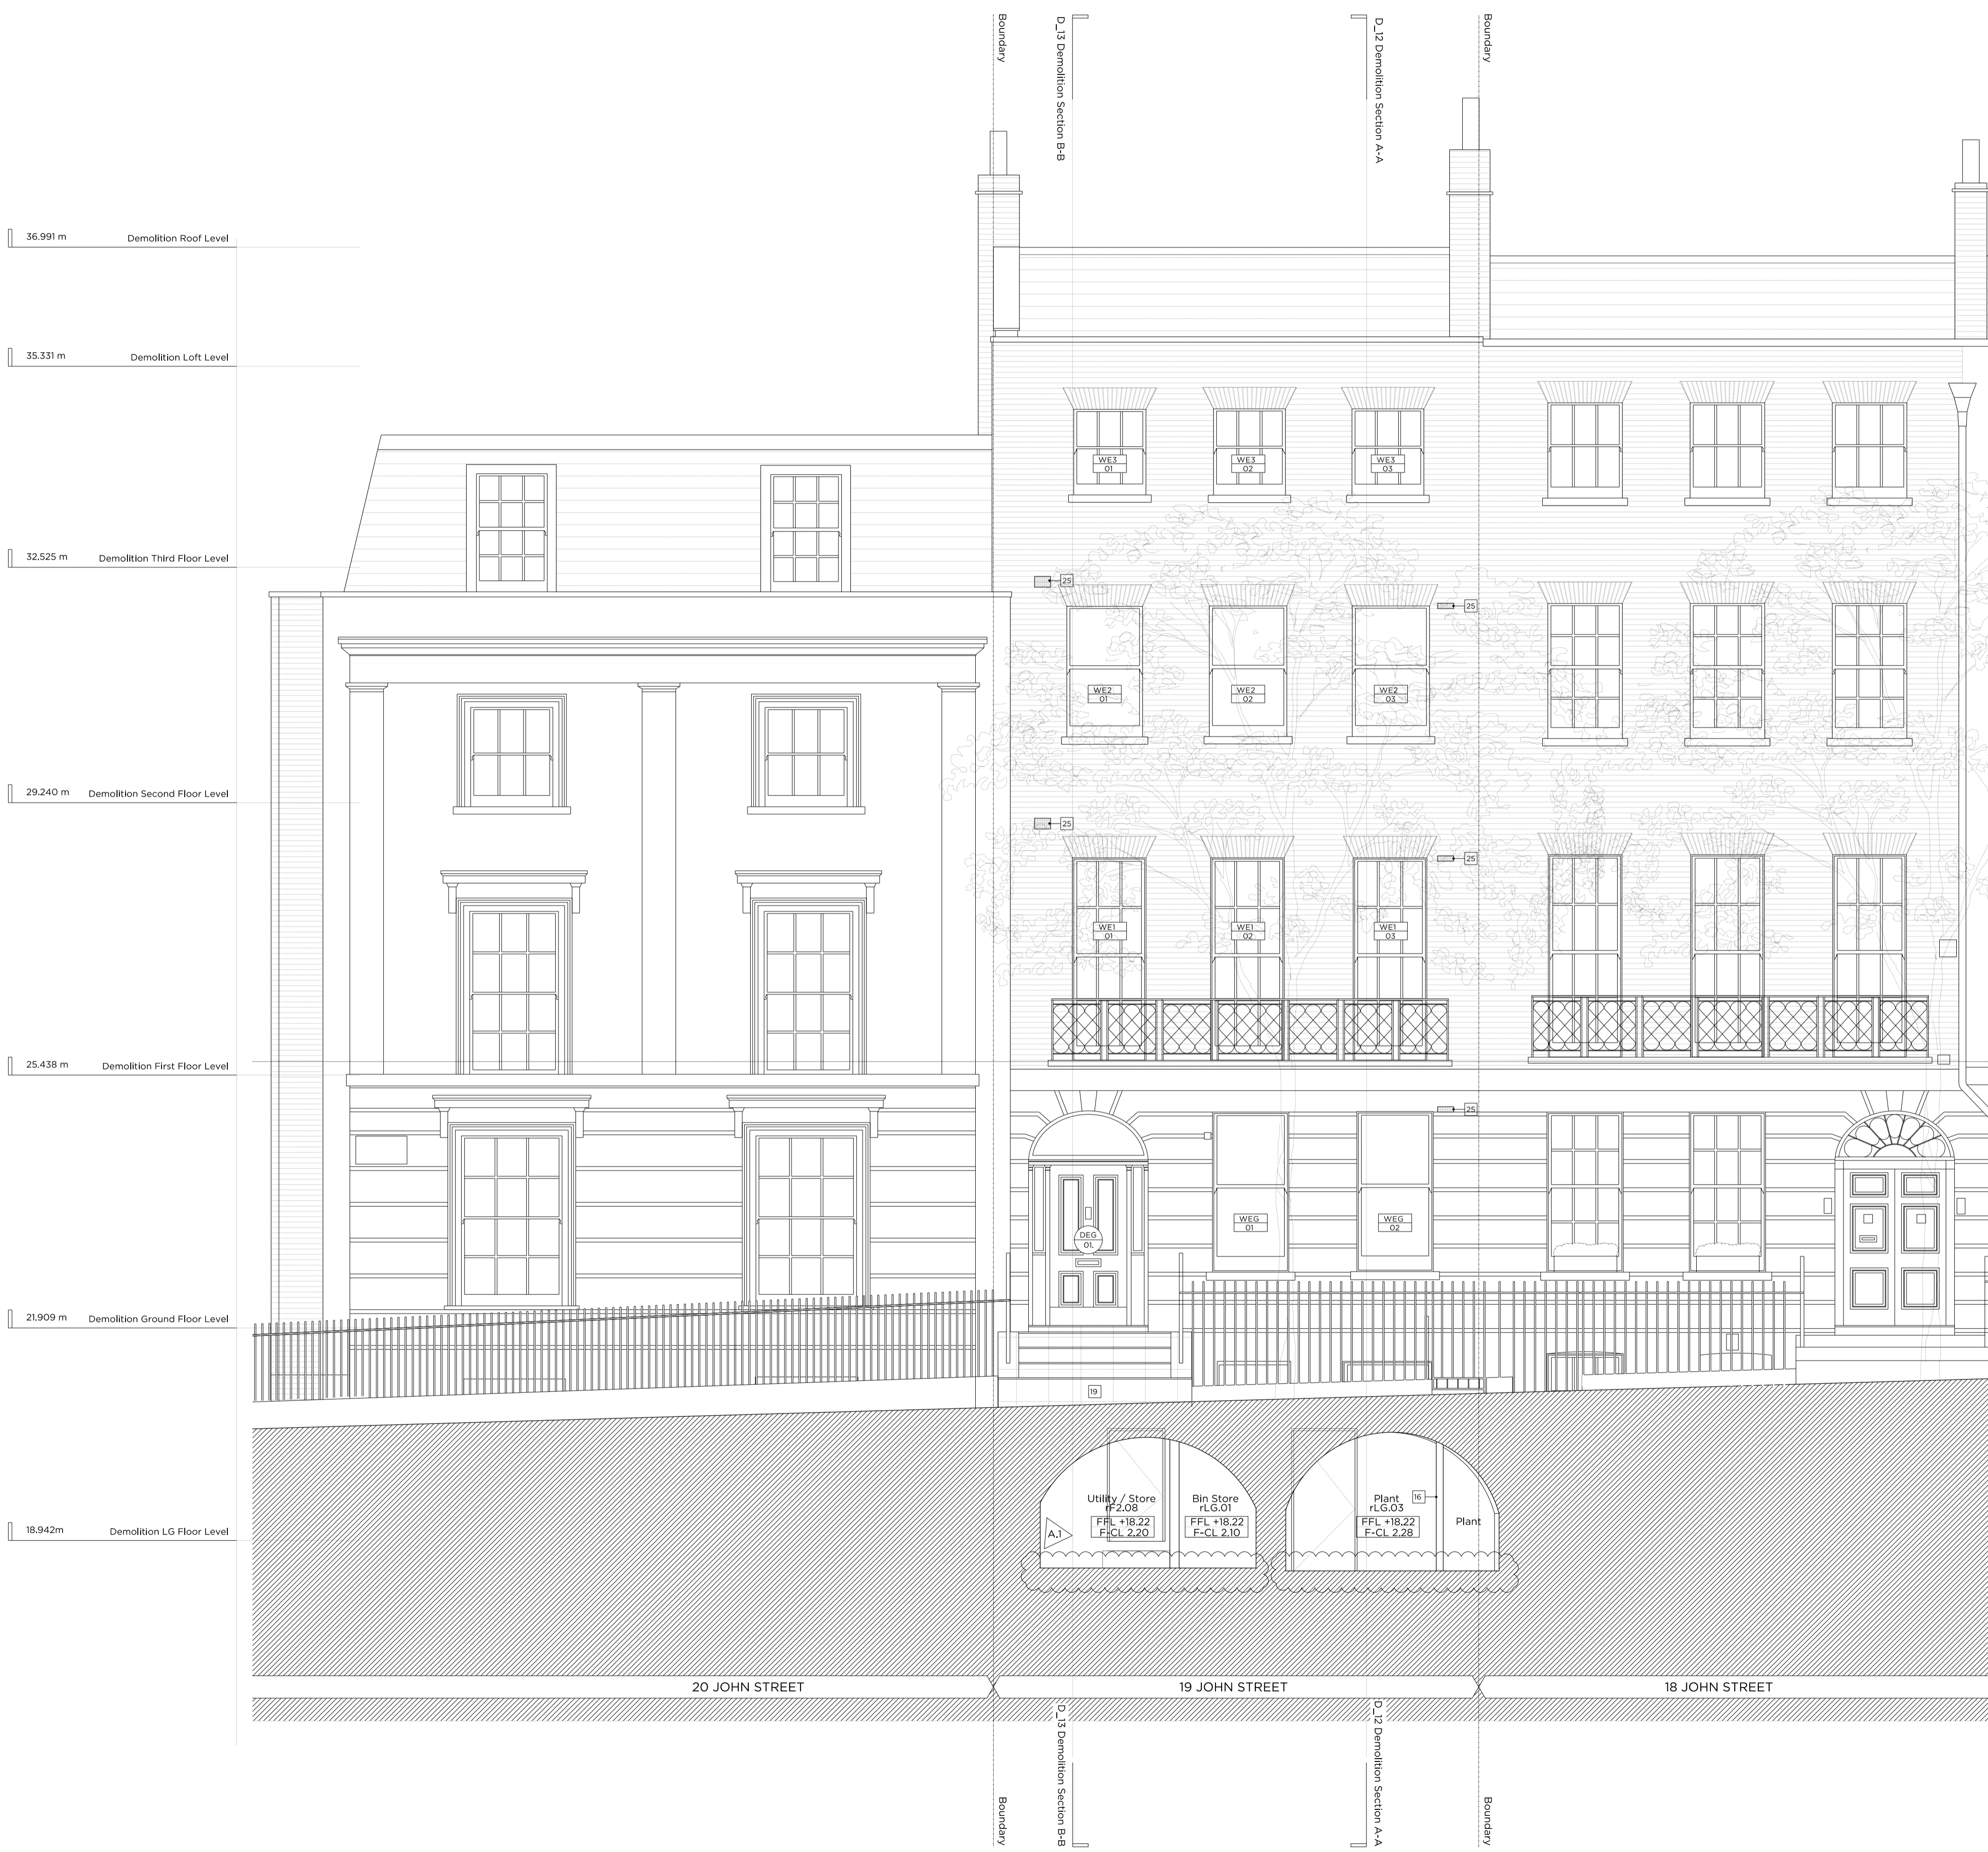 Boundary
D_13 Demolition Section B-B
D_12 Demolition Section A-A
Boundary
36.991 m Demolition Roof Level
35.331 m Demolition Loft Level
WE3
01
WE3
02
WE3
03
32.525 m Demolition Third Floor Level
25
25
WE2
01
WE2
02
WE2
03
29.240 m Demolition Second Floor Level
25
25
WE1
01
WE1
02
WE1
03
25.438 m Demolition First Floor Level
25
WEG
01
WEG
02
DEG
01.
21.909 m Demolition Ground Floor Level
19
Utility / Store
rF2.08
FFL +18.22
F-CL 2.20
Bin Store
rLG.01
FFL +18.22
F-CL 2.10
Plant
rLG.03
FFL +18.22
F-CL 2.28
16
Plant
A.1
18.942m Demolition LG Floor Level
20 JOHN STREET
19 JOHN STREET
18 JOHN STREET
D_13 Demolition Section B-B
D_12 Demolition Section A-A
Boundary
Boundary